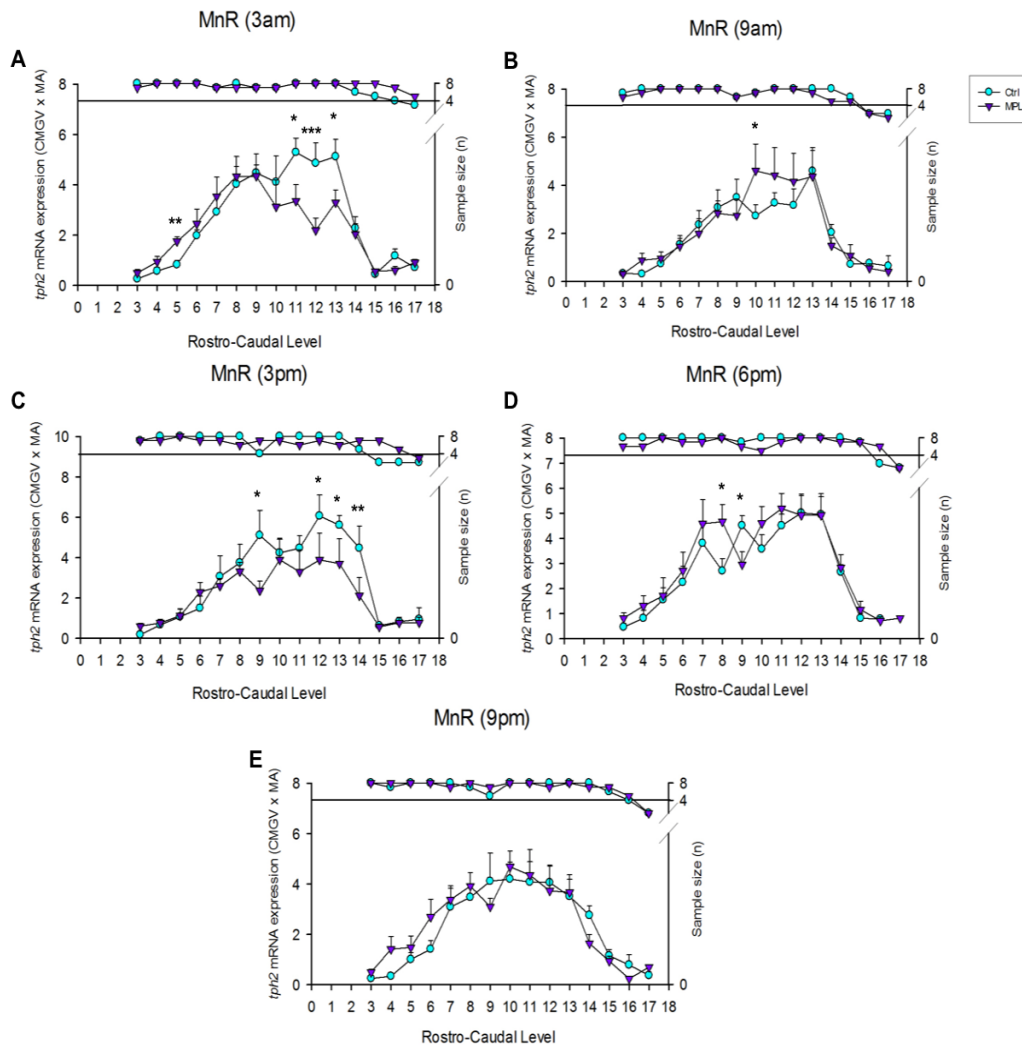 MnR (3am)
A
tph2 mRNA expression (CMGV x MA)
8
6
4
2
0
* *** *
**
8
4
0
Sample size (n)
0 1 2 3 4 5 6 7 8 9 10 11 12 13 14 15 16 17 18
Rostro-Caudal Level
MnR (9am)
B
tph2 mRNA expression (CMGV x MA)
8
6
4
2
0
*
8
4
0
Sample size (n)
0 1 2 3 4 5 6 7 8 9 10 11 12 13 14 15 16 17 18
Rostro-Caudal Level
Ctrl
MPL
MnR (3pm)
C
tph2 mRNA expression (CMGV x MA)
10
8
6
4
2
0
* * * **
8
4
0
Sample size (n)
0 1 2 3 4 5 6 7 8 9 10 11 12 13 14 15 16 17 18
Rostro-Caudal Level
MnR (6pm)
D
tph2 mRNA expression (CMGV x MA)
8
7
6
5
4
3
2
1
0
* *
8
4
0
Sample size (n)
0 1 2 3 4 5 6 7 8 9 10 11 12 13 14 15 16 17 18
Rostro-Caudal Level
MnR (9pm)
E
tph2 mRNA expression (CMGV x MA)
8
6
4
2
0
8
4
0
Sample size (n)
0 1 2 3 4 5 6 7 8 9 10 11 12 13 14 15 16 17 18
Rostro-Caudal Level